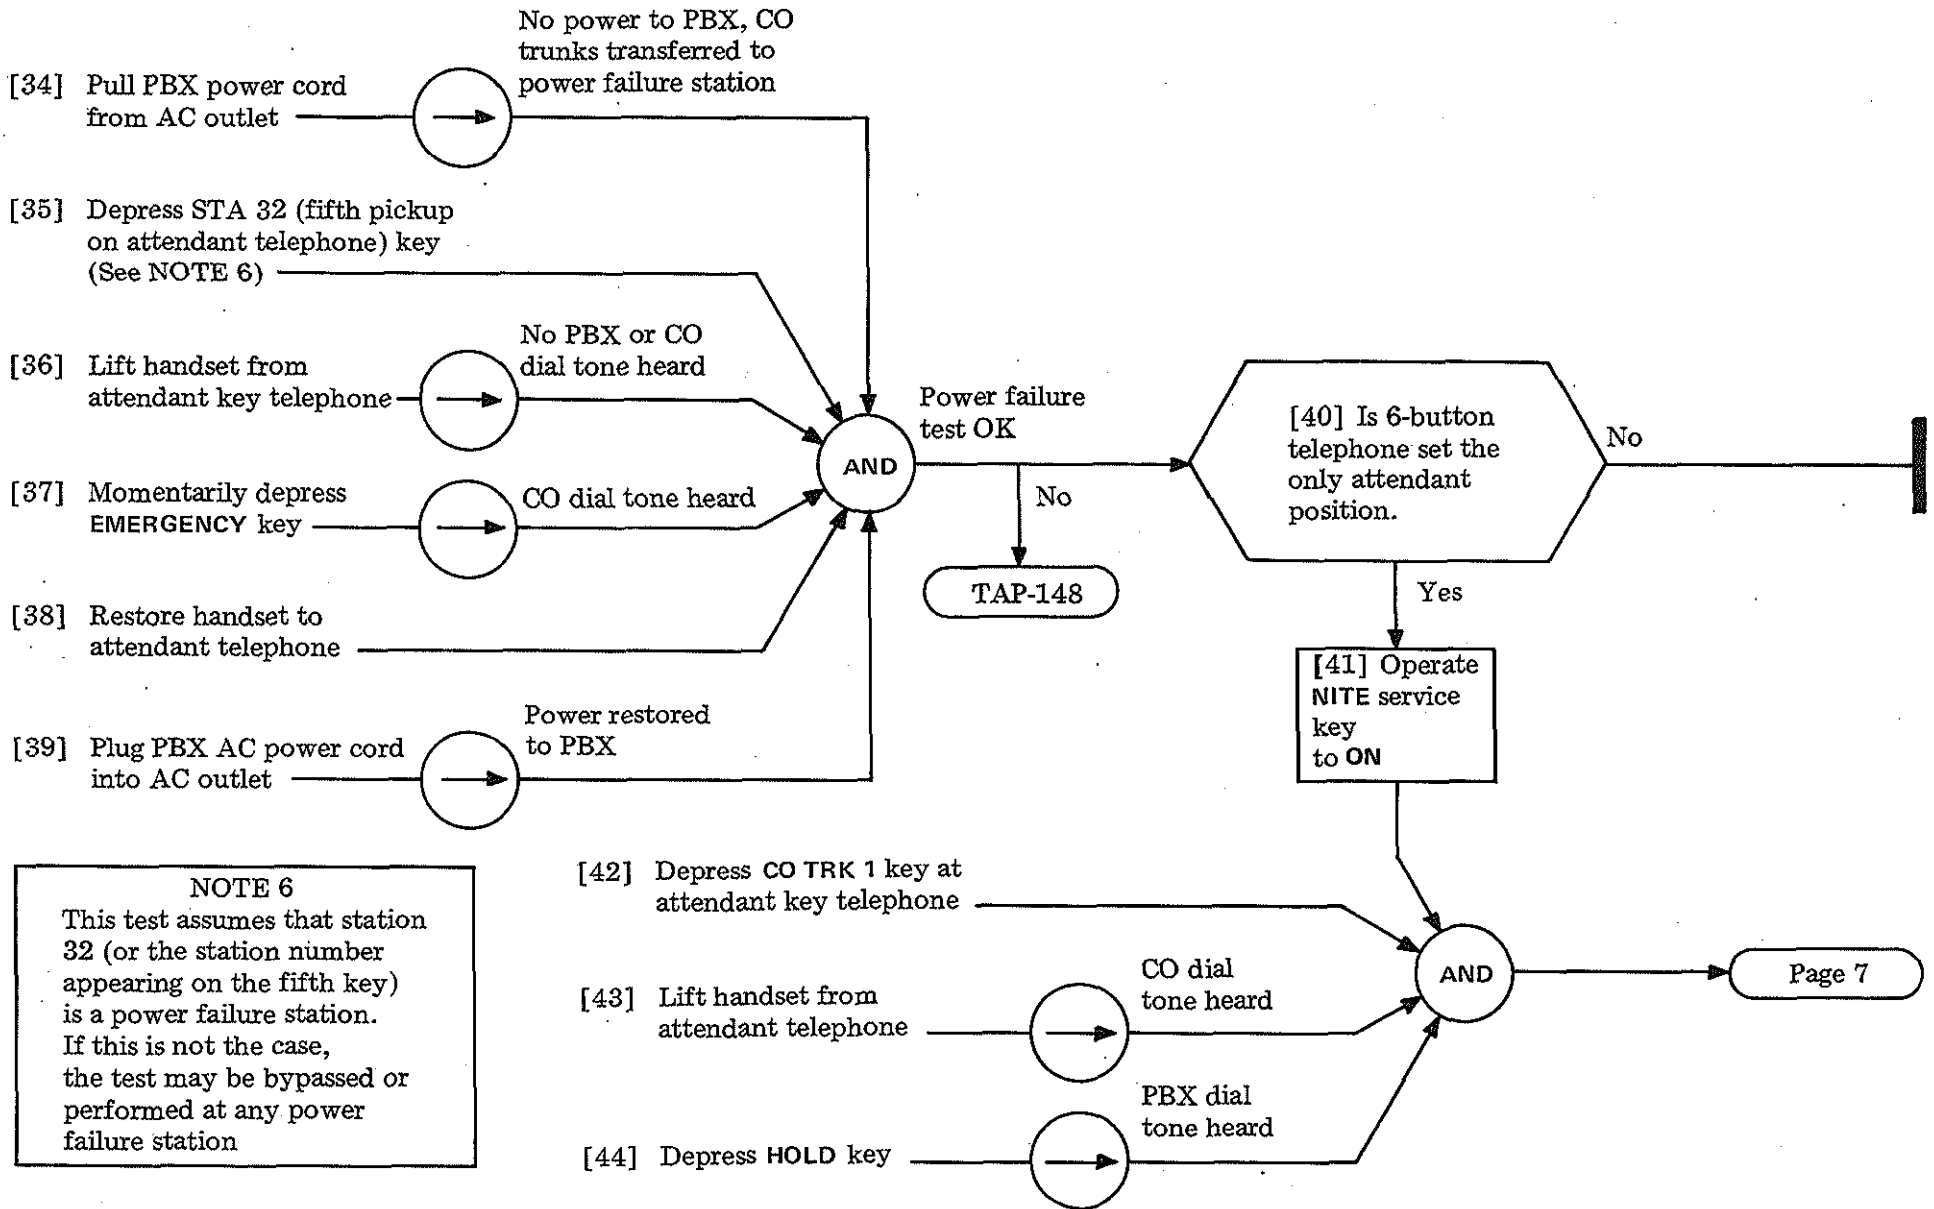 No power to PBX, CO
trunks transferred to
power failure station
[34] Pull PBX power cord
from AC outlet
[35] Depress STA 32 (fifth pickup
on attendant telephone) key
(See NOTE 6)
No PBX or CO
dial tone heard
[36] Lift handset from
attendant key telephone
[37] Momentarily depress
EMERGENCY key
CO dial tone heard
[38] Restore handset to
attendant telephone
Power restored
to PBX
[39] Plug PBX AC power cord
into AC outlet
AND
Power failure
test OK
No
TAP-148
[40] Is 6-button
telephone set the
only attendant
position.
No
Yes
[41] Operate
NITE service
key
to ON
NOTE 6
This test assumes that station
32 (or the station number
appearing on the fifth key)
is a power failure station.
If this is not the case,
the test may be bypassed or
performed at any power
failure station
[42] Depress CO TRK 1 key at
attendant key telephone
[43] Lift handset from
attendant telephone
CO dial
tone heard
[44] Depress HOLD key
PBX dial
tone heard
AND
Page 7